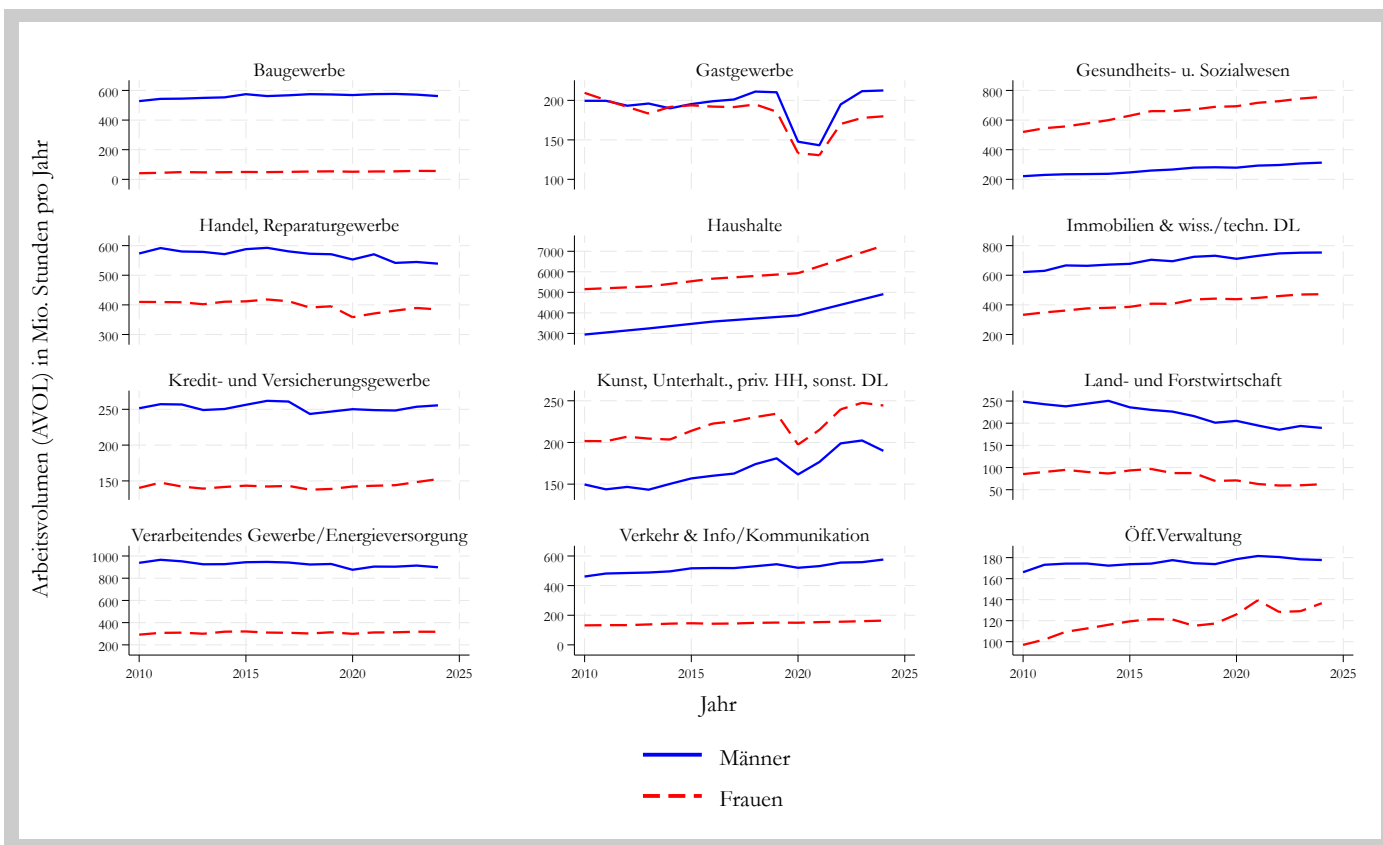 Arbeitsvolumen (AVOL) in Mio. Stunden pro Jahr
Baugewerbe
600
400
200
0
Gastgewerbe
200
150
100
Gesundheits- u. Sozialwesen
800
600
400
200
Handel, Reparaturgewerbe
600
500
400
300
Haushalte
7000
6000
5000
4000
3000
Immobilien & wiss./techn. DL
800
600
400
200
Kredit- und Versicherungsgewerbe
250
200
150
Kunst, Unterhalt., priv. HH, sonst. DL
250
200
150
Land- und Forstwirtschaft
250
200
150
100
50
Verarbeitendes Gewerbe/Energieversorgung
1000
800
600
400
200
2010 2015 2020 2025
Verkehr & Info/Kommunikation
600
400
200
0
2010 2015 2020 2025
Öff.Verwaltung
180
160
140
120
100
2010 2015 2020 2025
Jahr
Männer
Frauen